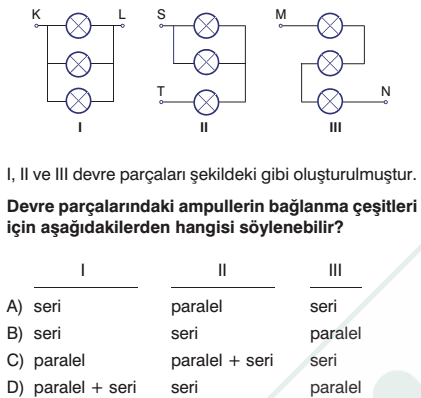 K L S M
T N
I II III
I, II ve III devre parçaları şekildeki gibi oluşturulmuştur.
Devre parçalarındaki ampullerin bağlanma çeşitleri
için aşağıdakilerden hangisi söylenebilir?
I II III
A) seri paralel seri
B) seri seri paralel
C) paralel paralel + seri seri
D) paralel + seri seri paralel